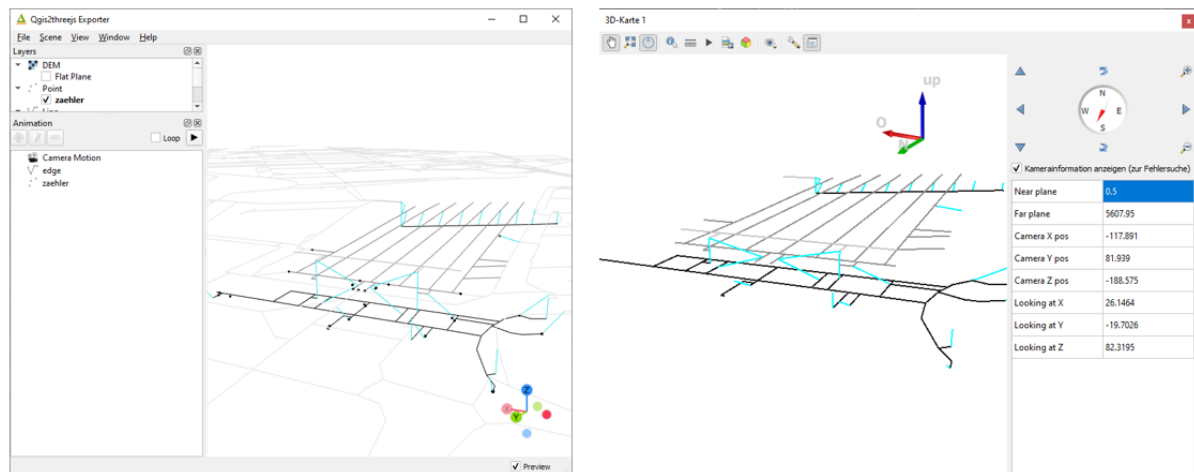 Qgis2threejs Exporter
File Scene View Window Help
Layers
DEM
Flat Plane
Point
zaehler
Animation
Loop
Camera Motion
edge
zaehler
X
Y
Z
Preview
3D-Karte 1
up
O
N
N
W E
S
Kamerainformation anzeigen (zur Fehlersuche)
Near plane 0.5
Far plane 5607.95
Camera X pos -117.891
Camera Y pos 81.939
Camera Z pos -188.575
Looking at X 26.1464
Looking at Y -19.7026
Looking at Z 82.3195